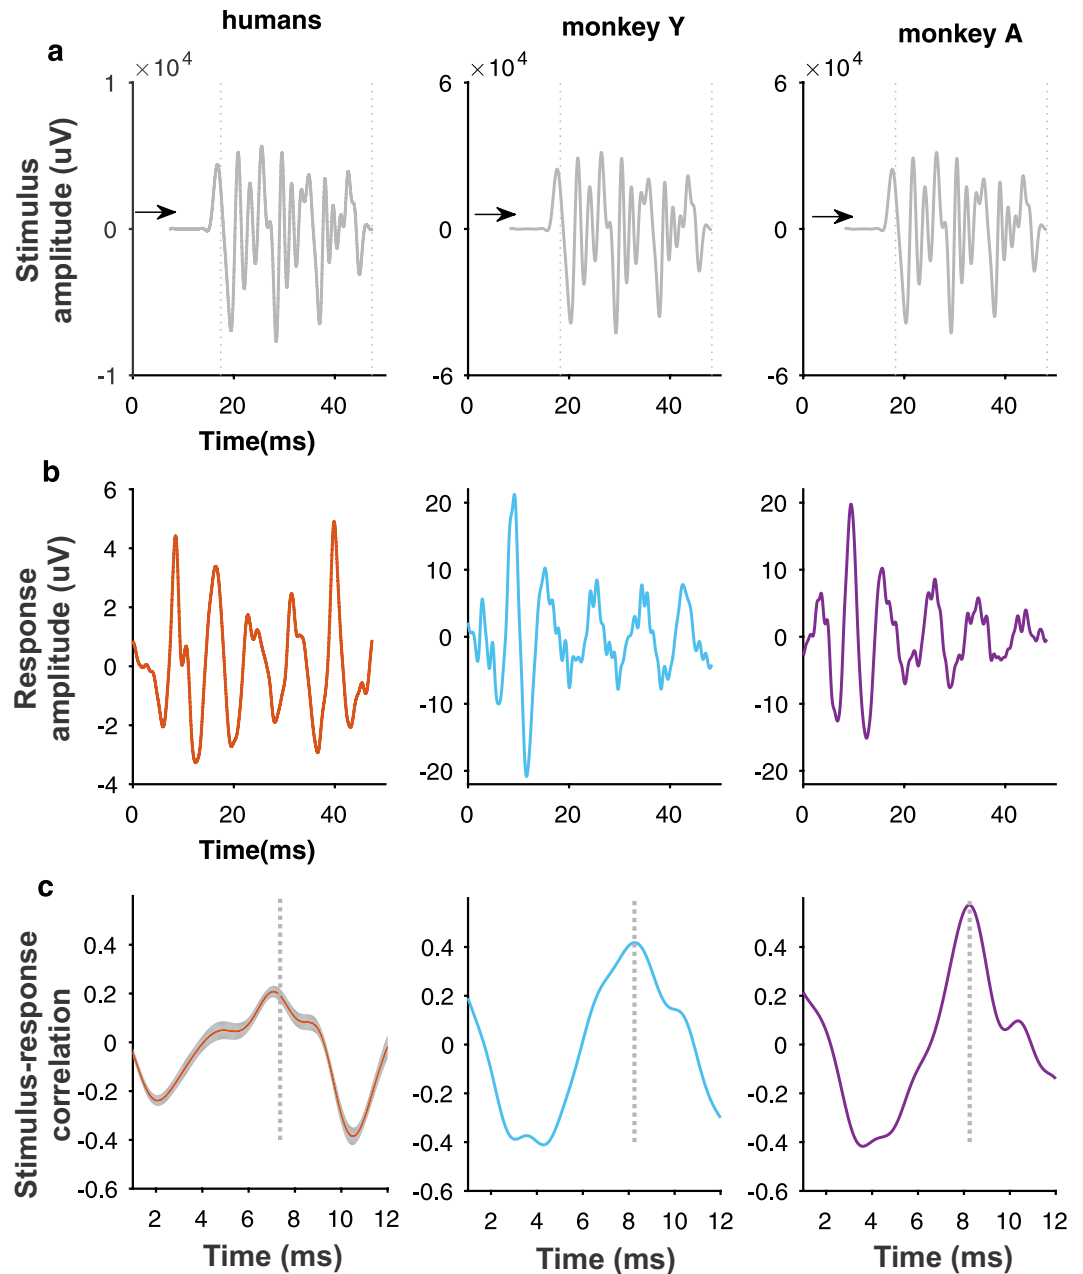 humans
monkey Y
monkey A
a
×10⁴
×10⁴
×10⁴
Stimulus
amplitude (uV)
1
0
-1
6
0
-6
6
0
-6
0 20 40
0 20 40
0 20 40
Time(ms)
b
Response
amplitude (uV)
6
4
2
0
-2
-4
20
10
0
-10
-20
20
10
0
-10
-20
0 20 40
0 20 40
0 20 40
Time(ms)
c
Stimulus-response
correlation
0.4
0.2
0
-0.2
-0.4
-0.6
0.4
0.2
0
-0.2
-0.4
-0.6
0.4
0.2
0
-0.2
-0.4
-0.6
2 4 6 8 10 12
2 4 6 8 10 12
2 4 6 8 10 12
Time (ms)
Time (ms)
Time (ms)